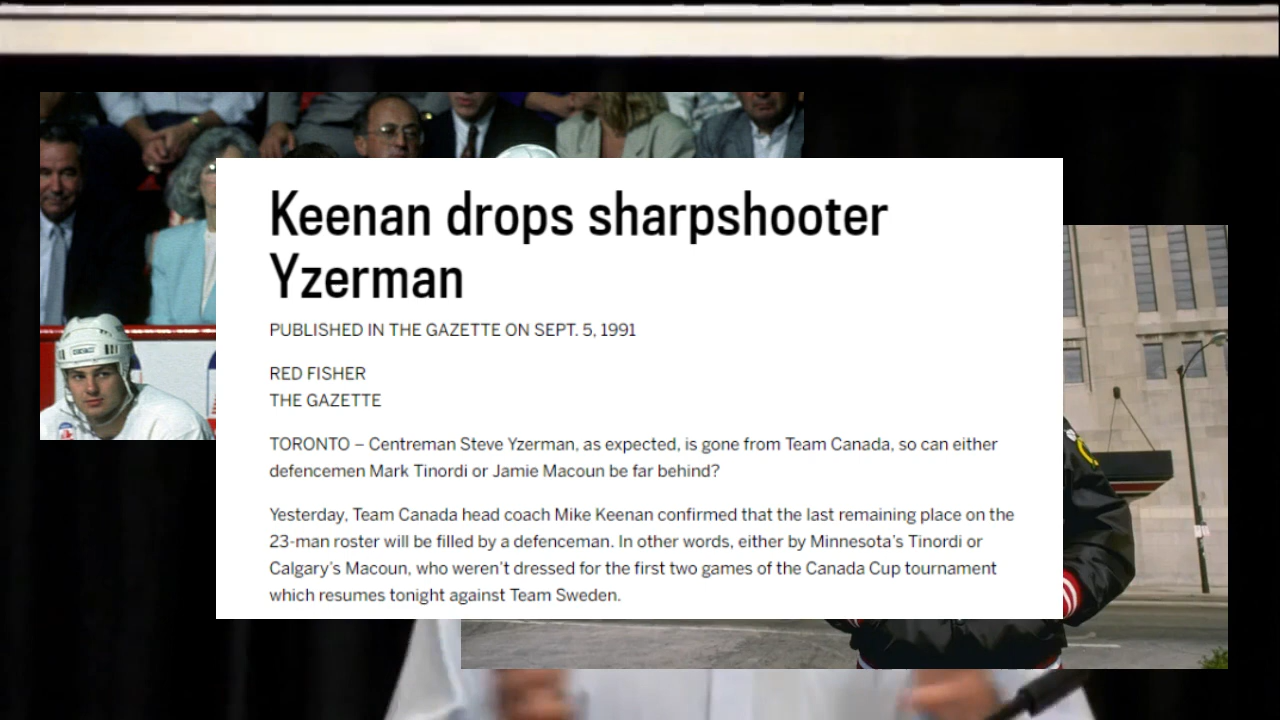 Keenan drops sharpshooter
Yzerman
PUBLISHED IN THE GAZETTE ON SEPT. 5, 1991
RED FISHER
THE GAZETTE
TORONTO – Centreman Steve Yzerman, as expected, is gone from Team Canada, so can either
defencemen Mark Tinordi or Jamie Macoun be far behind?
Yesterday, Team Canada head coach Mike Keenan confirmed that the last remaining place on the
23-man roster will be filled by a defenceman. In other words, either by Minnesota's Tinordi or
Calgary's Macoun, who weren't dressed for the first two games of the Canada Cup tournament
which resumes tonight against Team Sweden.